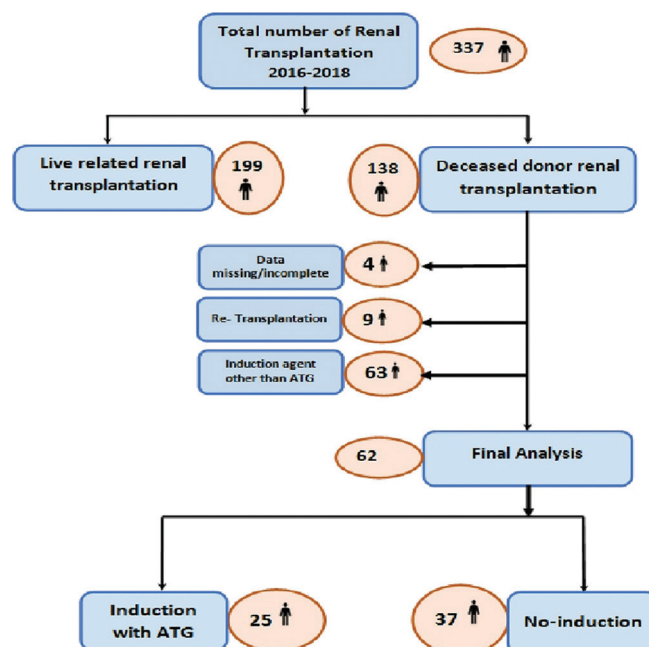 Total number of Renal
Transplantation
2016-2018
337
Live related renal
transplantation
199
138
Deceased donor renal
transplantation
Data
missing/incomplete
4
Re- Transplantation
9
Induction agent
other than ATG
63
62
Final Analysis
Induction
with ATG
25
37
No-induction